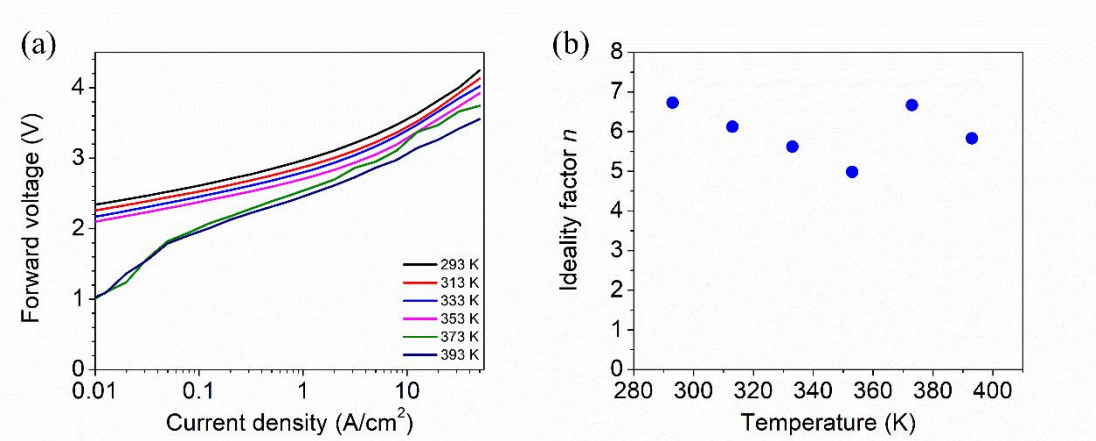 (a)
Forward voltage (V)
4
3
2
1
0
0.01
0.1
1
10
Current density (A/cm²)
293 K
313 K
333 K
353 K
373 K
393 K
(b)
Ideality factor n
8
7
6
5
4
3
2
1
0
280
300
320
340
360
380
400
Temperature (K)